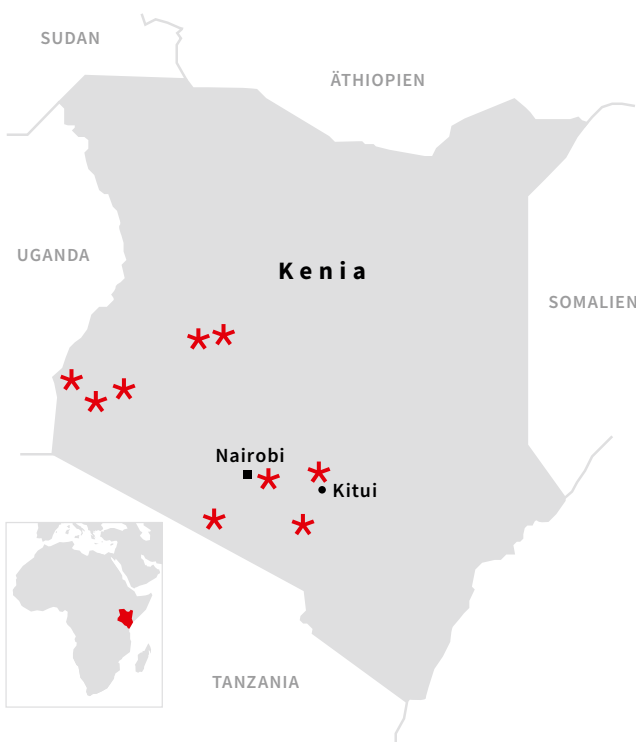 SUDAN
ÄTHIOPIEN
UGANDA
Kenia
SOMALIEN
Nairobi
Kitui
TANZANIA